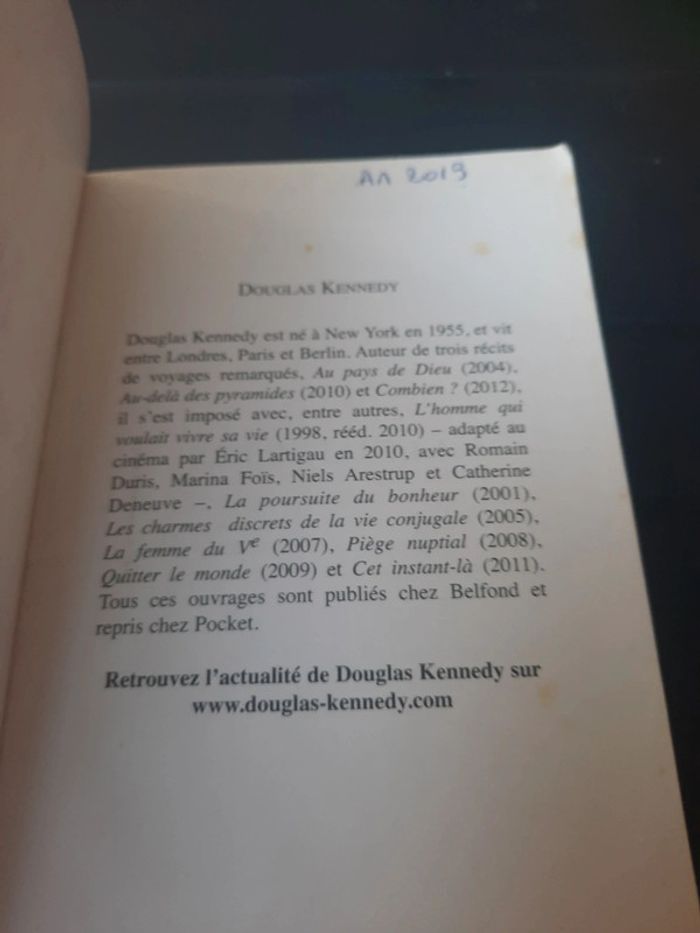 AA 2019
DOUGLAS KENNEDY
Douglas Kennedy est né à New York en 1955, et vit
entre Londres, Paris et Berlin. Auteur de trois récits
de voyages remarqués, Au pays de Dieu (2004),
Au-delà des pyramides (2010) et Combien ? (2012),
il s'est imposé avec, entre autres, L'homme qui
voulait vivre sa vie (1998, rééd. 2010) – adapté au
cinéma par Éric Lartigau en 2010, avec Romain
Duris, Marina Foïs, Niels Arestrup et Catherine
Deneuve –, La poursuite du bonheur (2001),
Les charmes discrets de la vie conjugale (2005),
La femme du Ve (2007), Piège nuptial (2008),
Quitter le monde (2009) et Cet instant-là (2011).
Tous ces ouvrages sont publiés chez Belfond et
repris chez Pocket.
Retrouvez l'actualité de Douglas Kennedy sur
www.douglas-kennedy.com